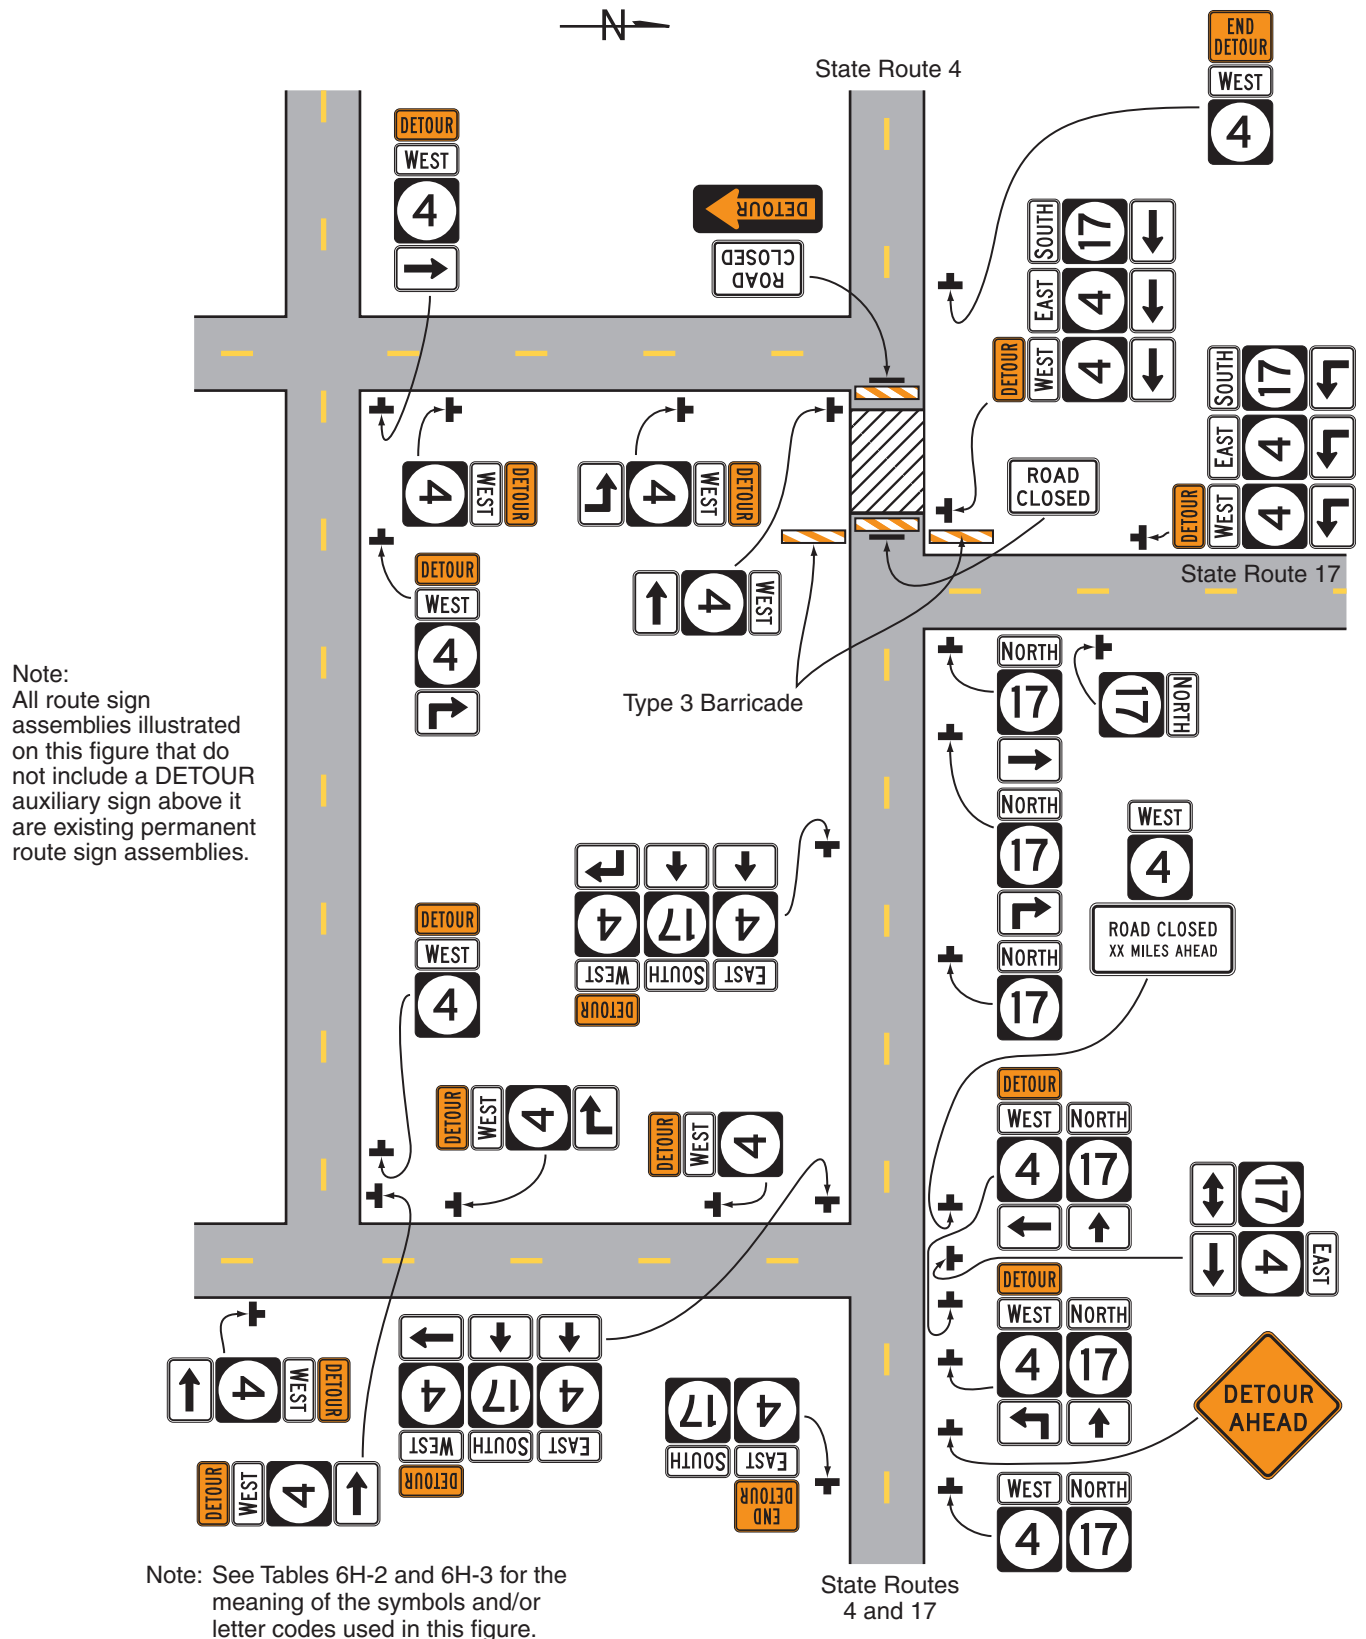 N
State Route 4
END
DETOUR
WEST
4
DETOUR
WEST
4
DETOUR
ROAD
CLOSED
SOUTH
17
EAST
4
DETOUR
WEST
4
SOUTH
17
EAST
4
DETOUR
WEST
4
4
WEST
DETOUR
4
WEST
DETOUR
ROAD
CLOSED
State Route 17
DETOUR
WEST
4
4
WEST
NORTH
17
17
NORTH
Type 3 Barricade
Note:
All route sign
assemblies illustrated
on this figure that do
not include a DETOUR
auxiliary sign above it
are existing permanent
route sign assemblies.
NORTH
17
WEST
4
ROAD CLOSED
XX MILES AHEAD
4
17
4
WEST
SOUTH
EAST
DETOUR
DETOUR
WEST
4
NORTH
17
DETOUR
WEST
4
DETOUR
WEST
4
DETOUR
WEST
NORTH
4
17
17
4
EAST
DETOUR
WEST
NORTH
4
17
4
WEST
DETOUR
4
17
4
WEST
SOUTH
EAST
DETOUR
17
4
SOUTH
EAST
END
DETOUR
DETOUR
AHEAD
DETOUR
WEST
4
WEST
NORTH
4
17
Note: See Tables 6H-2 and 6H-3 for the
meaning of the symbols and/or
letter codes used in this figure.
State Routes
4 and 17